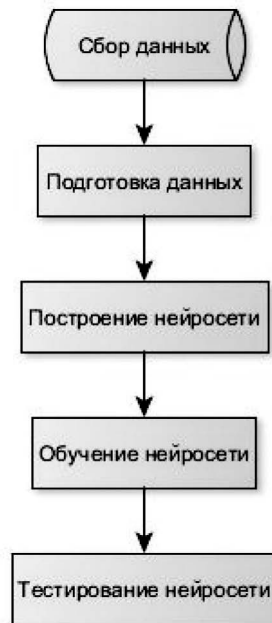 Сбор данных
Подготовка данных
Построение нейросети
Обучение нейросети
Тестирование нейросети